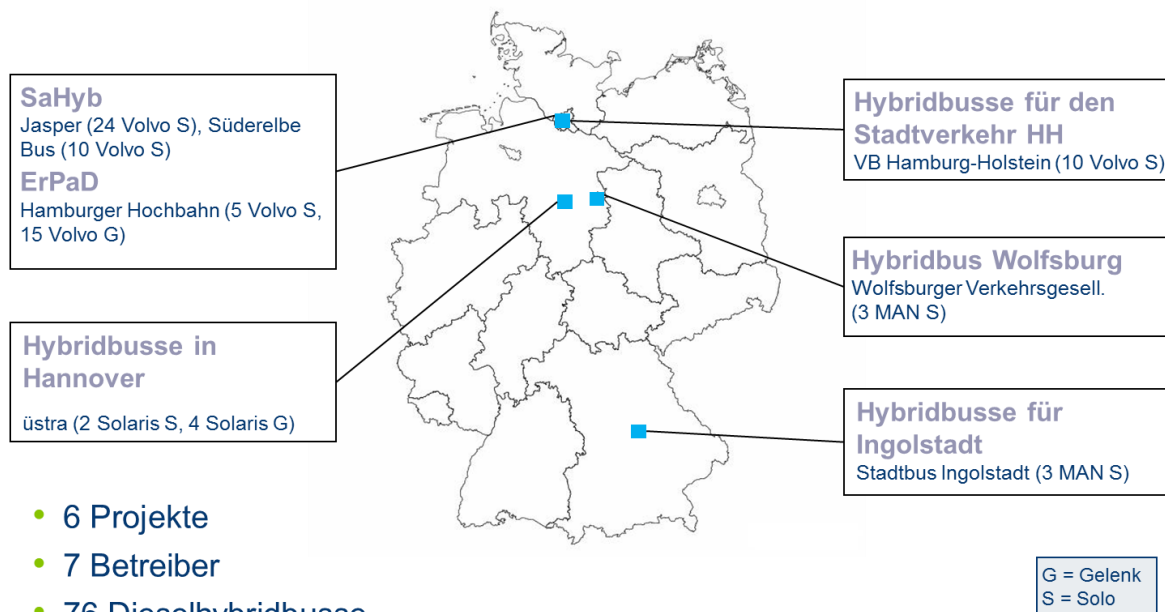 SaHyb
Jasper (24 Volvo S), Süderelbe
Bus (10 Volvo S)
ErPaD
Hamburger Hochbahn (5 Volvo S,
15 Volvo G)
Hybridbusse in
Hannover
üstra (2 Solaris S, 4 Solaris G)
Hybridbusse für den
Stadtverkehr HH
VB Hamburg-Holstein (10 Volvo S)
Hybridbus Wolfsburg
Wolfsburger Verkehrsgesell.
(3 MAN S)
Hybridbusse für
Ingolstadt
Stadtbus Ingolstadt (3 MAN S)
• 6 Projekte
• 7 Betreiber
• 76 Dieselhybridbusse
G = Gelenk
S = Solo